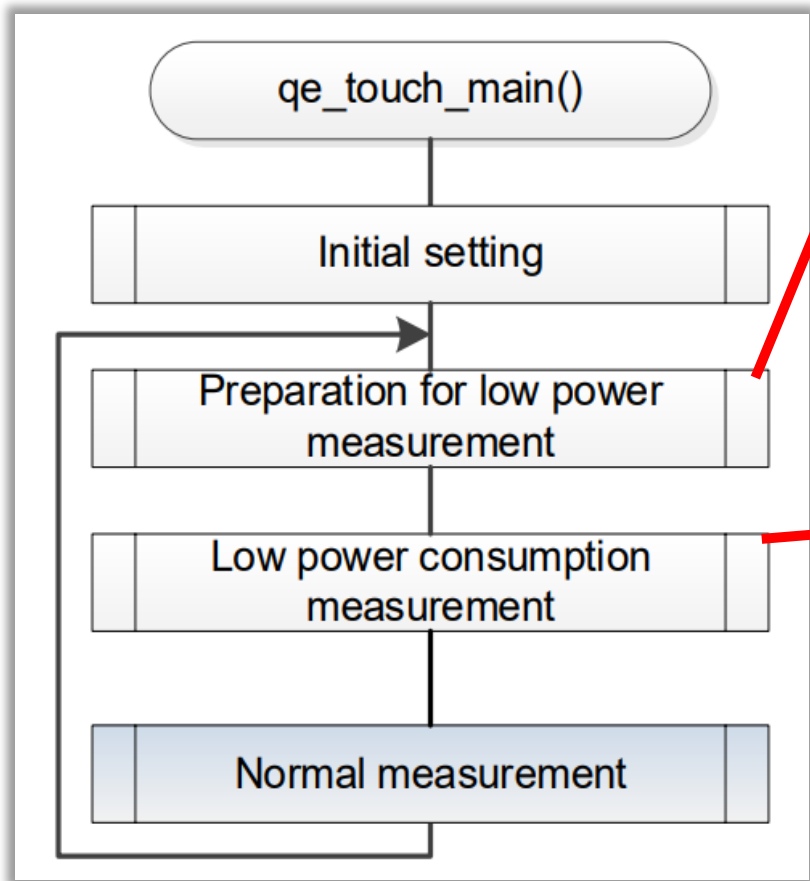 qe_touch_main()
Initial setting
Preparation for low power
measurement
Low power consumption
measurement
Normal measurement